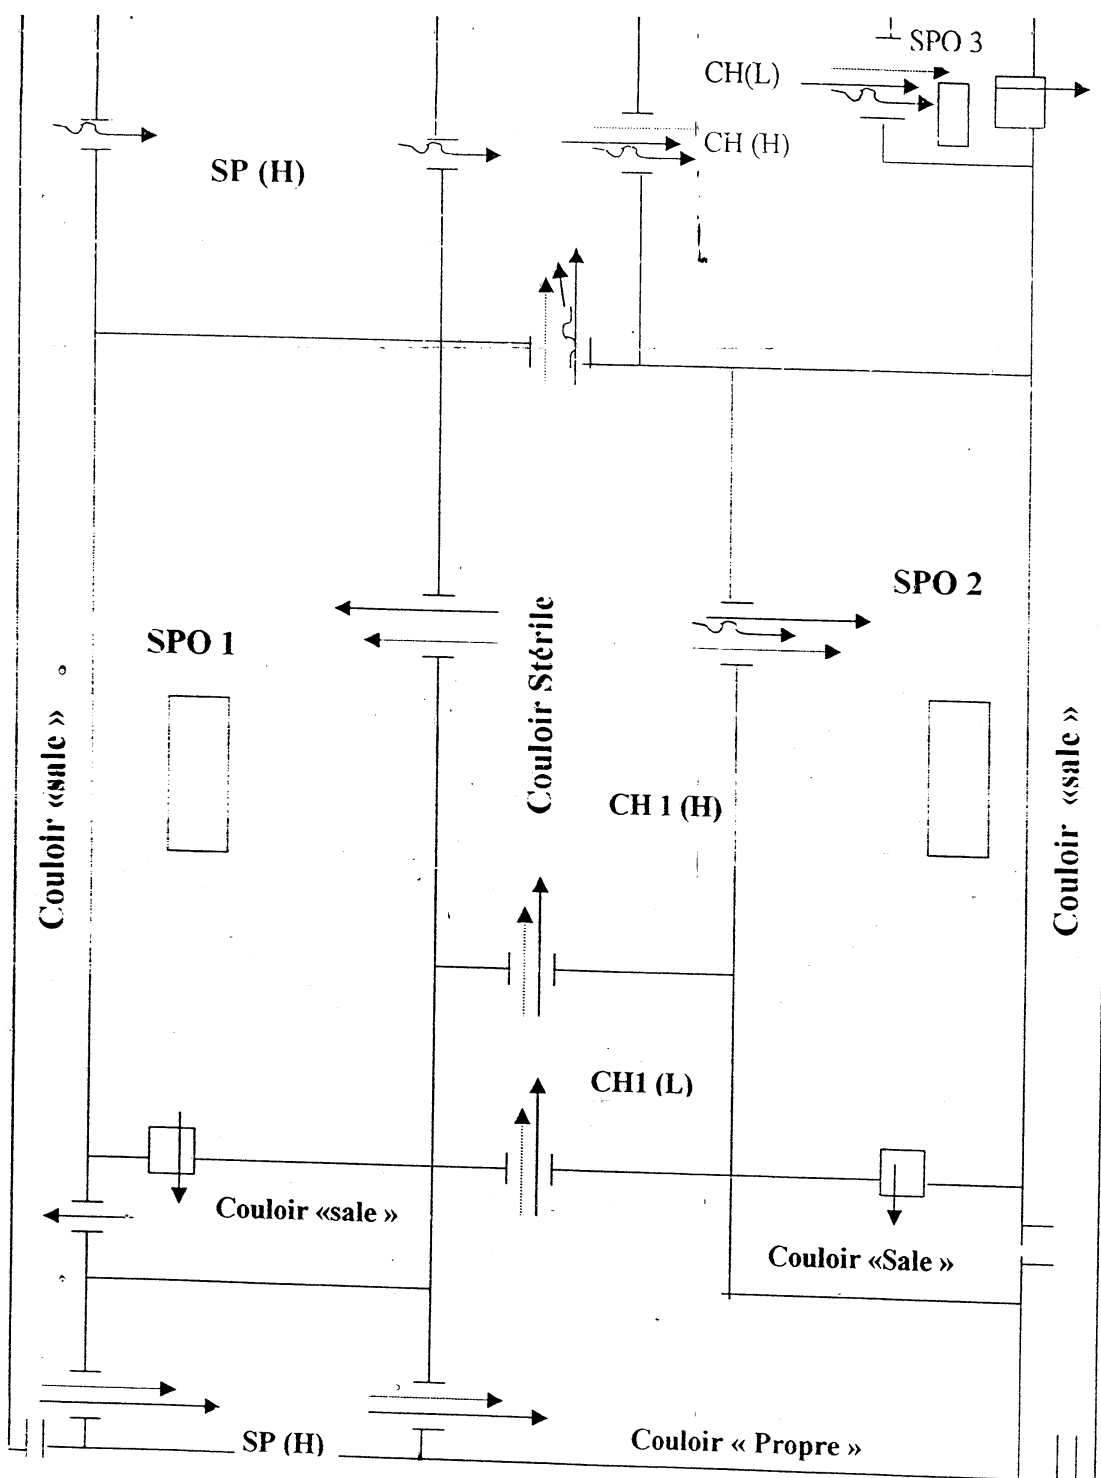 SPO 3
CH(L)
CH (H)
SP (H)
SPO 2
SPO 1
Couloir Stérile
Couloir «sale »
Couloir «sale »
CH 1 (H)
CH1 (L)
Couloir «sale »
Couloir «Sale »
SP (H)
Couloir « Propre »